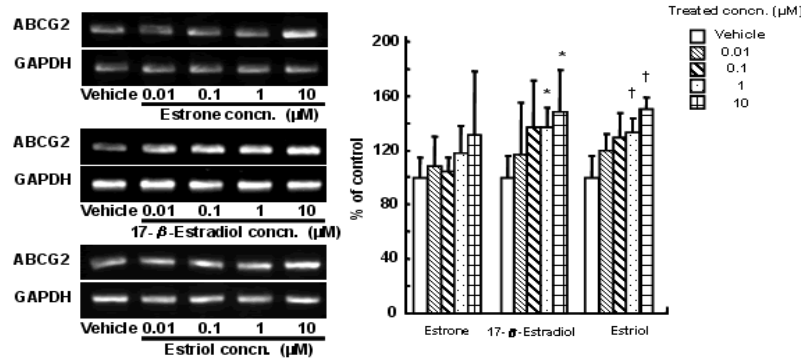 ABCG2
GAPDH
Vehicle 0.01 0.1 1 10
Estrone concn. (μM)
ABCG2
GAPDH
Vehicle 0.01 0.1 1 10
17-β-Estradiol concn. (μM)
ABCG2
GAPDH
Vehicle 0.01 0.1 1 10
Estriol concn. (μM)
% of control
200
160
120
80
40
0
* * † †
Estrone 17-β-Estradiol Estriol
Treated concn. (μM)
Vehicle
0.01
0.1
1
10